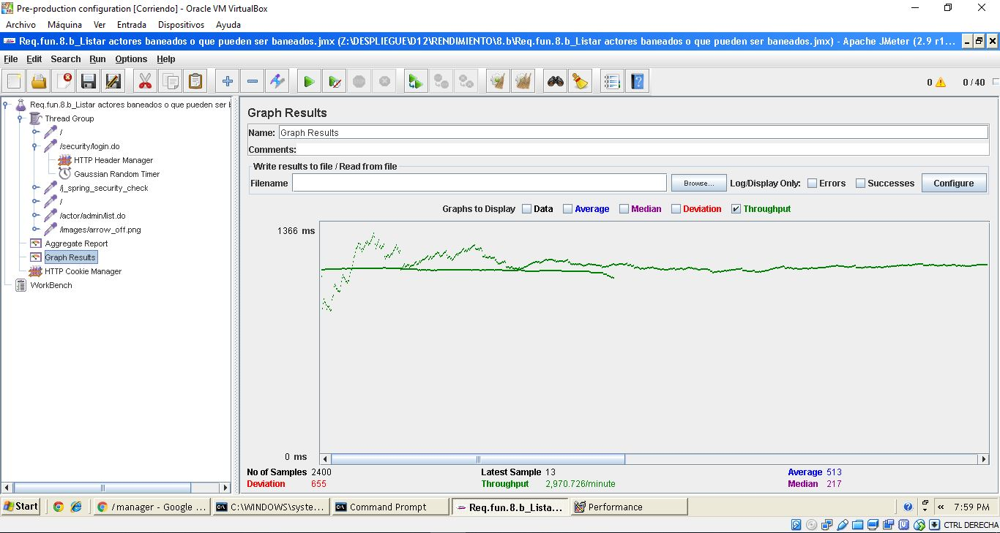 Pre-production configuration [Corriendo] - Oracle VM VirtualBox
Archivo Máquina Ver Entrada Dispositivos Ayuda
Req.fun.8.b_Listar actores baneados o que pueden ser baneados.jmx (Z:\DESPLIEGUE\D12\RENDIMIENTO\8.b\Req.fun.8.b_Listar actores baneados o que pueden ser baneados.jmx) - Apache JMeter (2.9 r1...
File Edit Search Run Options Help
0 0 / 40
Req.fun.8.b_Listar actores baneados o que pueden ser
Thread Group
/
/security/login.do
HTTP Header Manager
Gaussian Random Timer
/j_spring_security_check
/
/actor/admin/list.do
/images/arrow_off.png
Aggregate Report
Graph Results
HTTP Cookie Manager
WorkBench
Graph Results
Name: Graph Results
Comments:
Write results to file / Read from file
Filename Browse... Log/Display Only: Errors Successes Configure
Graphs to Display Data Average Median Deviation Throughput
1366 ms
0 ms
No of Samples 2400 Latest Sample 13 Average 513
Deviation 655 Throughput 2,970.726/minute Median 217
Start /manager - Google ... C:\WINDOWS\syste... Command Prompt Req.fun.8.b_Lista... Performance « 7:59 PM
CTRL DERECHA